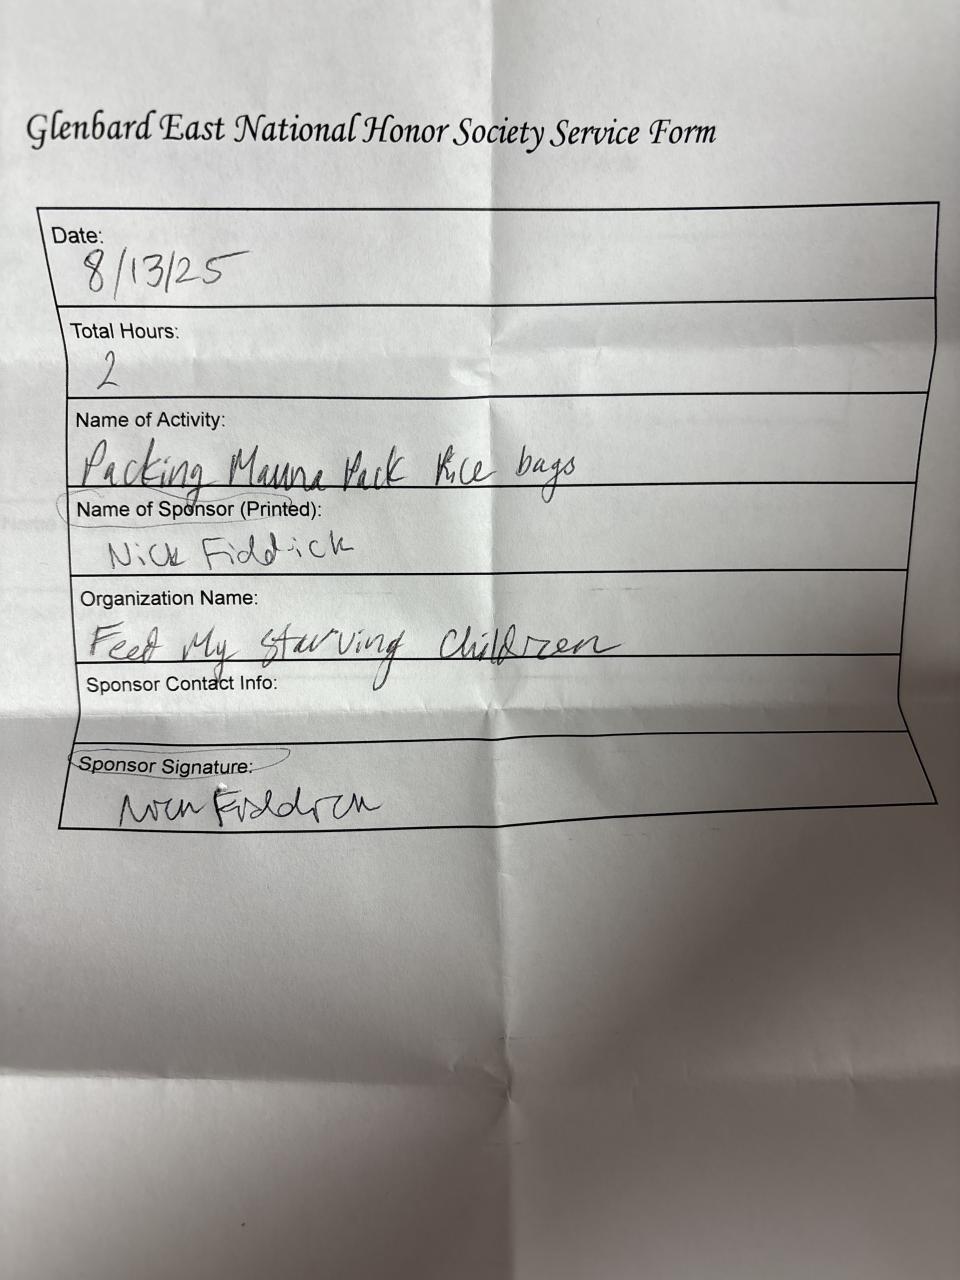 Glenbard East National Honor Society Service Form
Date:
8/13/25
Total Hours:
2
Name of Activity:
Packing Manna Pack Rice bags
Name of Sponsor (Printed):
Nick Fiddick
Organization Name:
Feed My Starving Children
Sponsor Contact Info:
Sponsor Signature:
Nick Fiddick